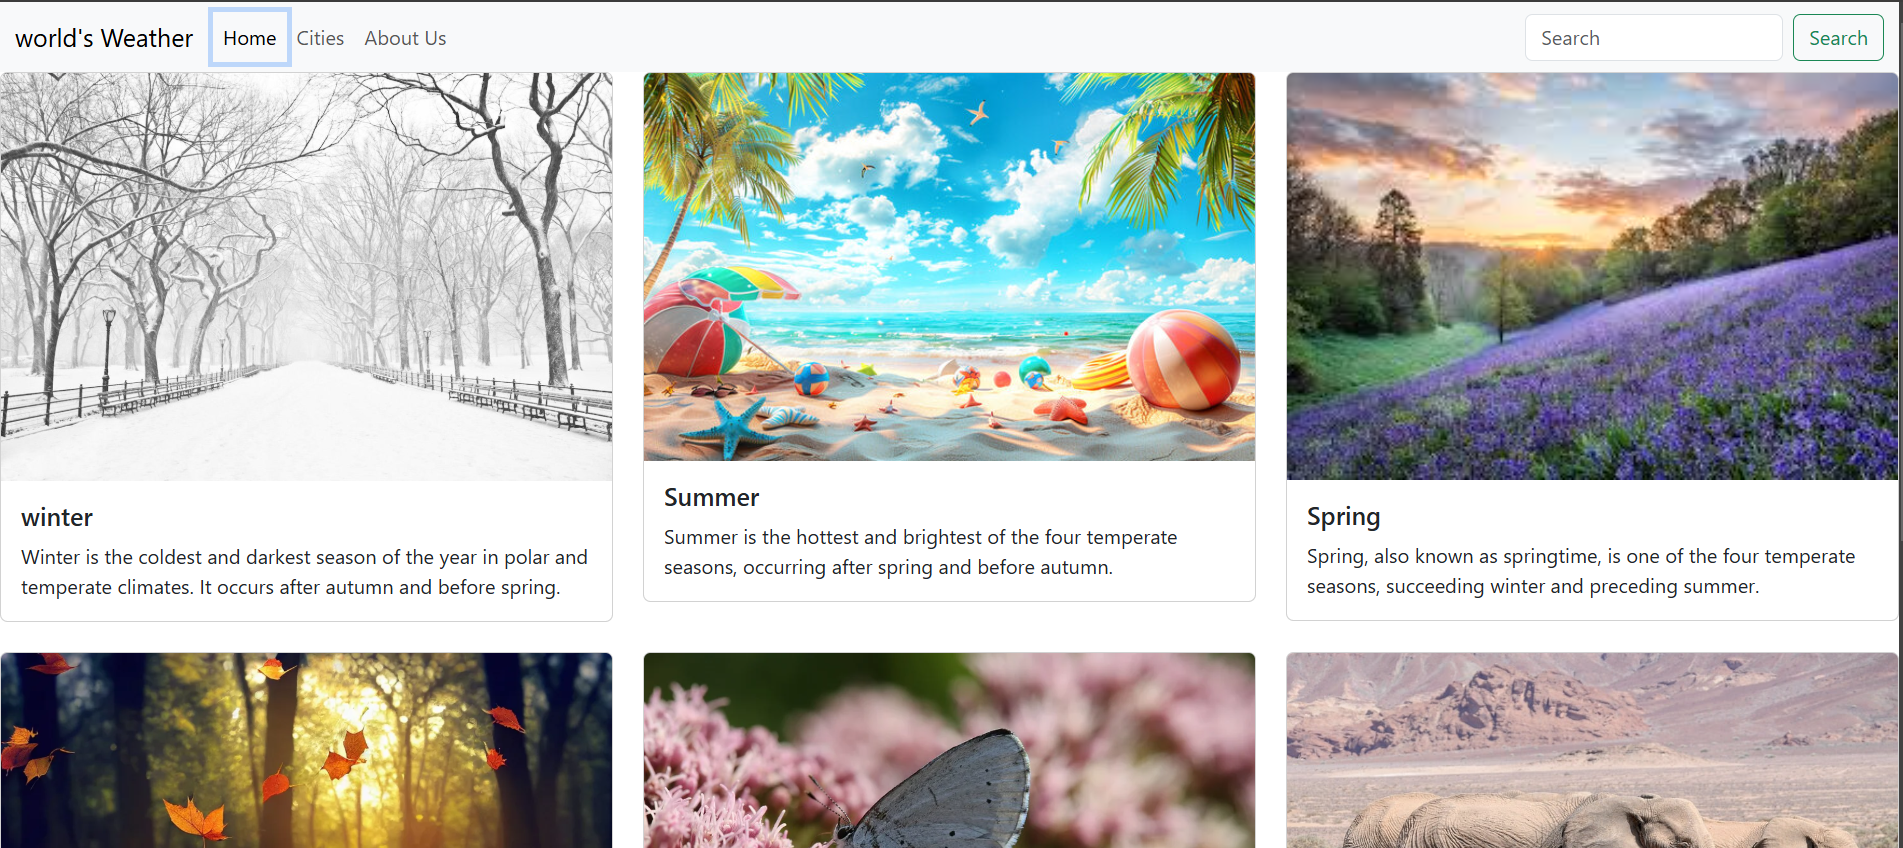 world's Weather
Home
Cities
About Us
Search
Search
winter
Winter is the coldest and darkest season of the year in polar and
temperate climates. It occurs after autumn and before spring.
Summer
Summer is the hottest and brightest of the four temperate
seasons, occurring after spring and before autumn.
Spring
Spring, also known as springtime, is one of the four temperate
seasons, succeeding winter and preceding summer.